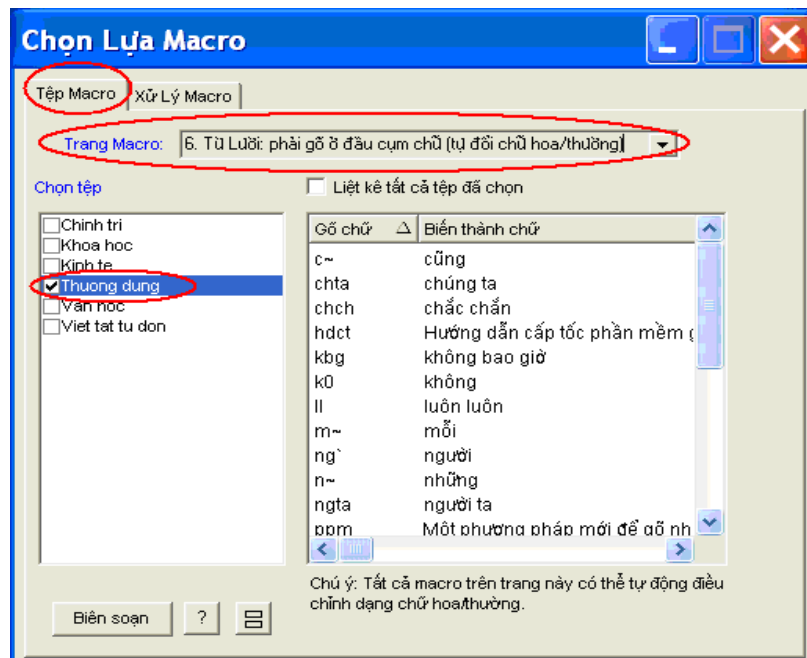 Chọn Lựa Macro
Tệp Macro Xử Lý Macro
Trang Macro: 6. Từ Lười: phải gõ ở đầu cụm chữ (tự đổi chữ hoa/thường)
Chọn tệp Liệt kê tất cả tệp đã chọn
Chinh tri
Khoa hoc
Kinh te
Thuong dung
Van hoc
Viet tat tu don
Gõ chữ Biến thành chữ
c~ cũng
chta chúng ta
chch chắc chắn
hdct Hướng dẫn cấp tốc phần mềm g
kbg không bao giờ
k0 không
ll luôn luôn
m~ mỗi
ng` người
n~ những
ngta người ta
ppm Một phương pháp mới để gõ nh
Chú ý: Tất cả macro trên trang này có thể tự động điều
chỉnh dạng chữ hoa/thường.
Biên soạn ?